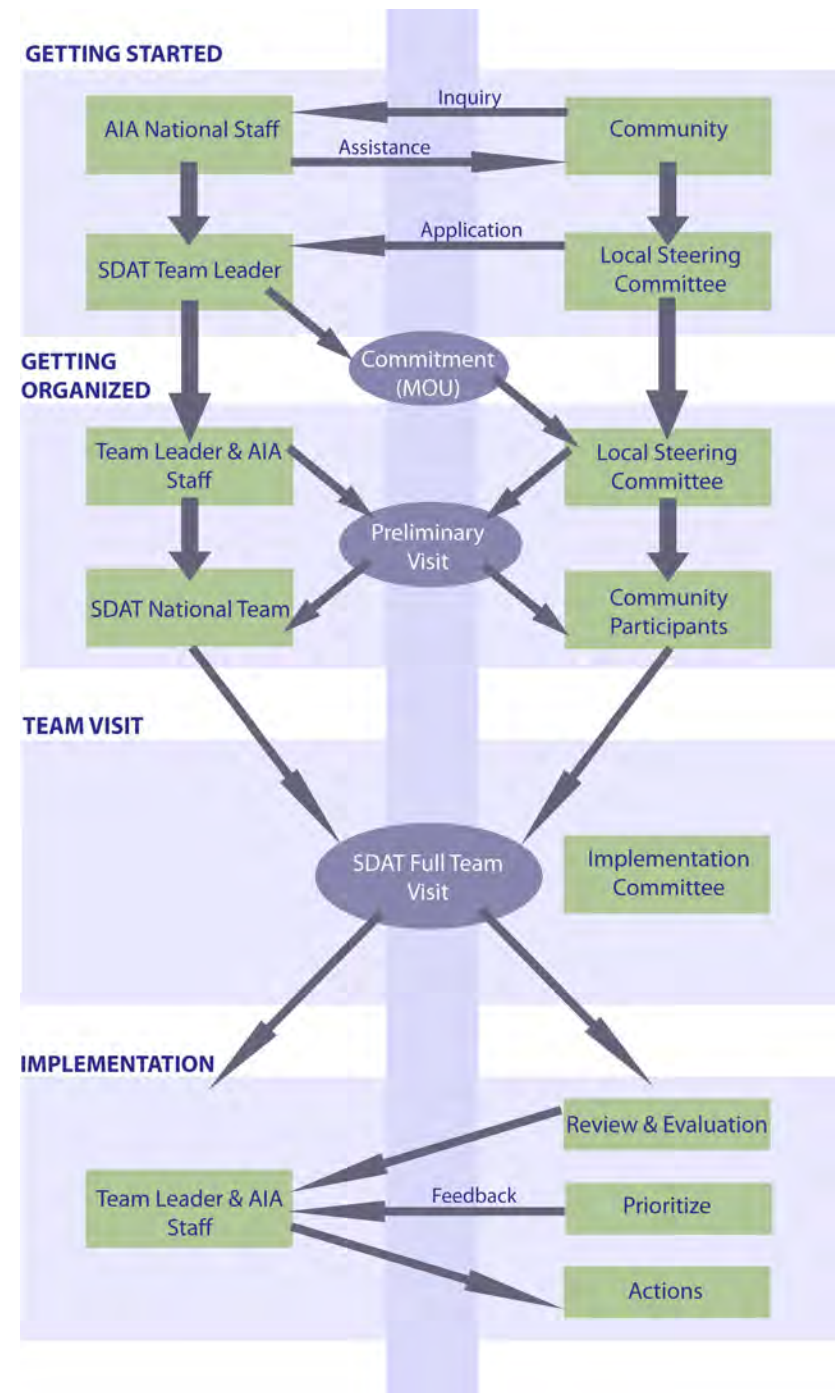 GETTING STARTED
Inquiry
AIA National Staff
Community
Assistance
Application
SDAT Team Leader
Local Steering
Committee
GETTING
ORGANIZED
Commitment
(MOU)
Team Leader & AIA
Staff
Local Steering
Committee
Preliminary
Visit
SDAT National Team
Community
Participants
TEAM VISIT
SDAT Full Team
Visit
Implementation
Committee
IMPLEMENTATION
Review & Evaluation
Team Leader & AIA
Staff
Feedback
Prioritize
Actions